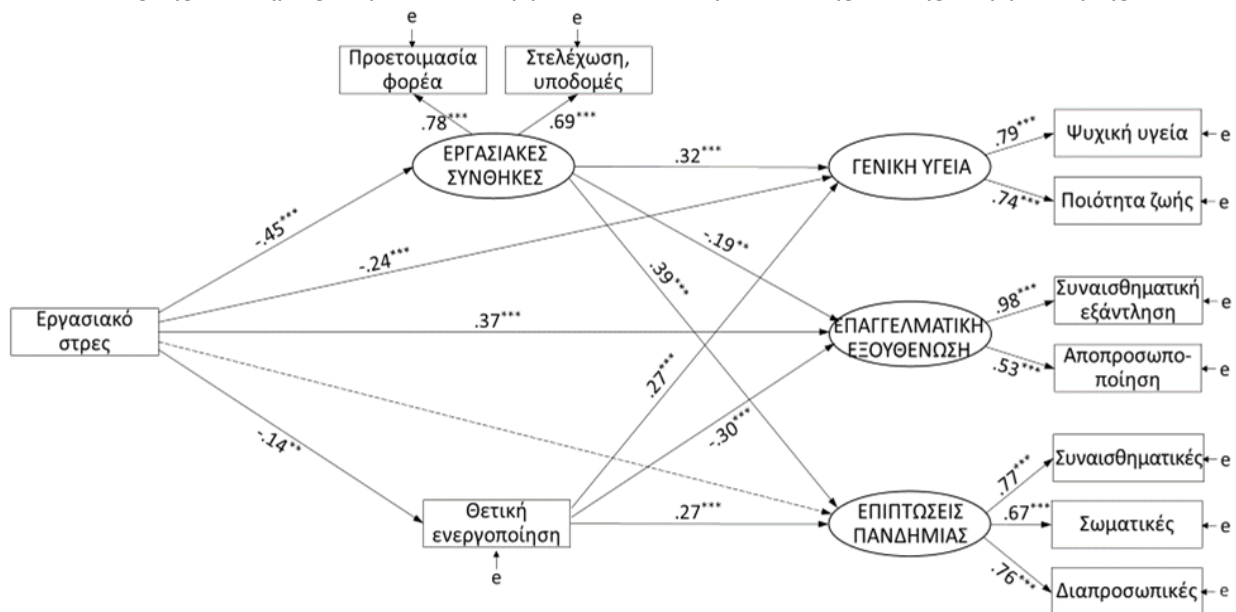 e
e
Προετοιμασία
φορέα
Στελέχωση,
υποδομές
.78***
.69***
ΕΡΓΑΣΙΑΚΕΣ
ΣΥΝΘΗΚΕΣ
.32***
ΓΕΝΙΚΗ ΥΓΕΙΑ
.79***
Ψυχική υγεία
e
.74***
Ποιότητα ζωής
e
-.45***
-.24***
-.19**
.39***
Εργασιακό
στρες
.37***
ΕΠΑΓΓΕΛΜΑΤΙΚΗ
ΕΞΟΥΘΕΝΩΣΗ
.98***
Συναισθηματική
εξάντληση
e
.53***
Αποπροσωπο-
ποίηση
e
.27***
-.30***
-.14**
Θετική
ενεργοποίηση
e
.27***
ΕΠΙΠΤΩΣΕΙΣ
ΠΑΝΔΗΜΙΑΣ
.77***
Συναισθηματικές
e
.67***
Σωματικές
e
.76***
Διαπροσωπικές
e